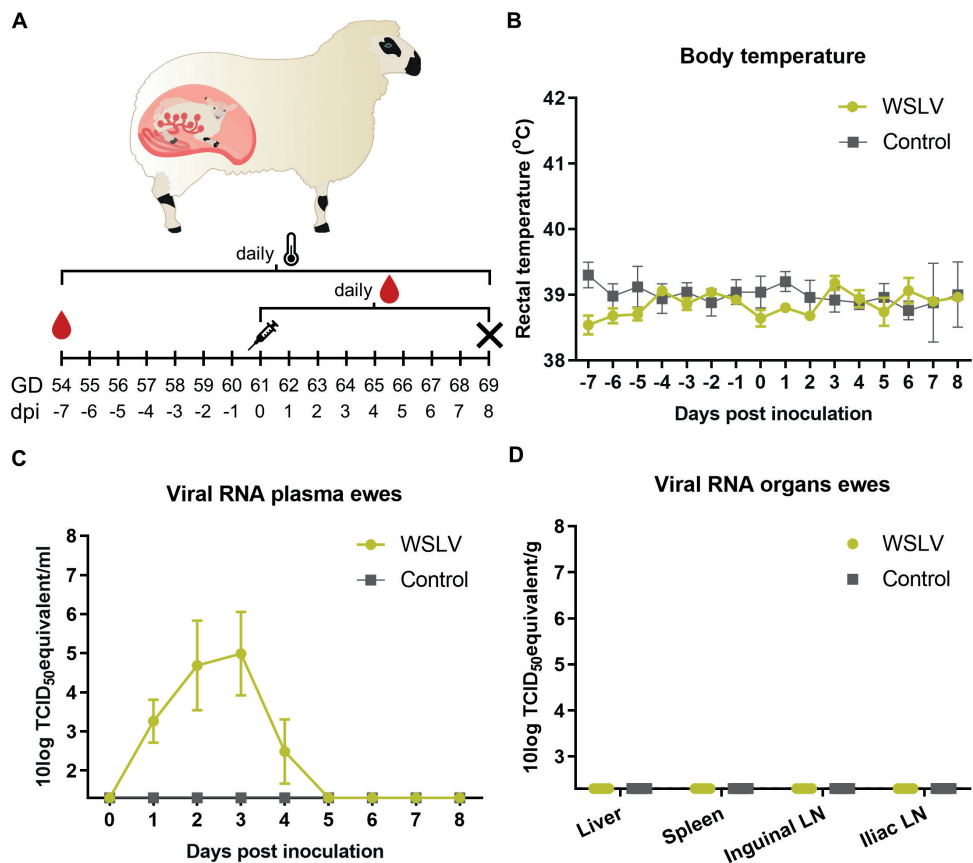 A
daily
daily
GD 54 55 56 57 58 59 60 61 62 63 64 65 66 67 68 69
dpi -7 -6 -5 -4 -3 -2 -1 0 1 2 3 4 5 6 7 8
B
Body temperature
WSLV
Control
Rectal temperature (°C)
42
41
40
39
38
-7 -6 -5 -4 -3 -2 -1 0 1 2 3 4 5 6 7 8
Days post inoculation
C
Viral RNA plasma ewes
WSLV
Control
10log TCID₅₀equivalent/ml
8
7
6
5
4
3
2
0 1 2 3 4 5 6 7 8
Days post inoculation
D
Viral RNA organs ewes
WSLV
Control
10log TCID₅₀equivalent/g
8
7
6
5
4
3
Liver Spleen Inguinal LN Iliac LN